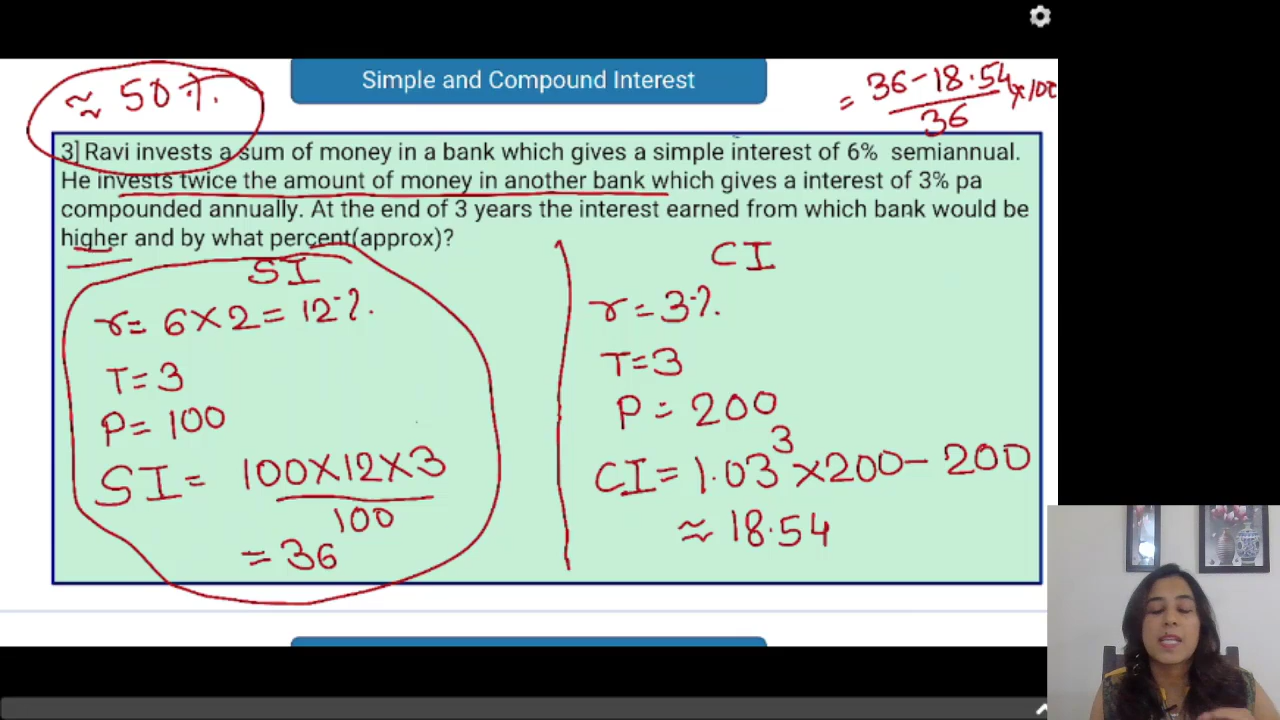 ≈ 50%.
Simple and Compound Interest
= 36 - 18.54 / 36 × 100
3] Ravi invests a sum of money in a bank which gives a simple interest of 6% semiannual.
He invests twice the amount of money in another bank which gives a interest of 3% pa
compounded annually. At the end of 3 years the interest earned from which bank would be
higher and by what percent(approx)?
SI
r = 6 × 2 = 12%.
T = 3
P = 100
SI = 100×12×3 / 100
= 36
CI
r = 3%.
T = 3
P = 200
CI = 1.03³ × 200 - 200
≈ 18.54